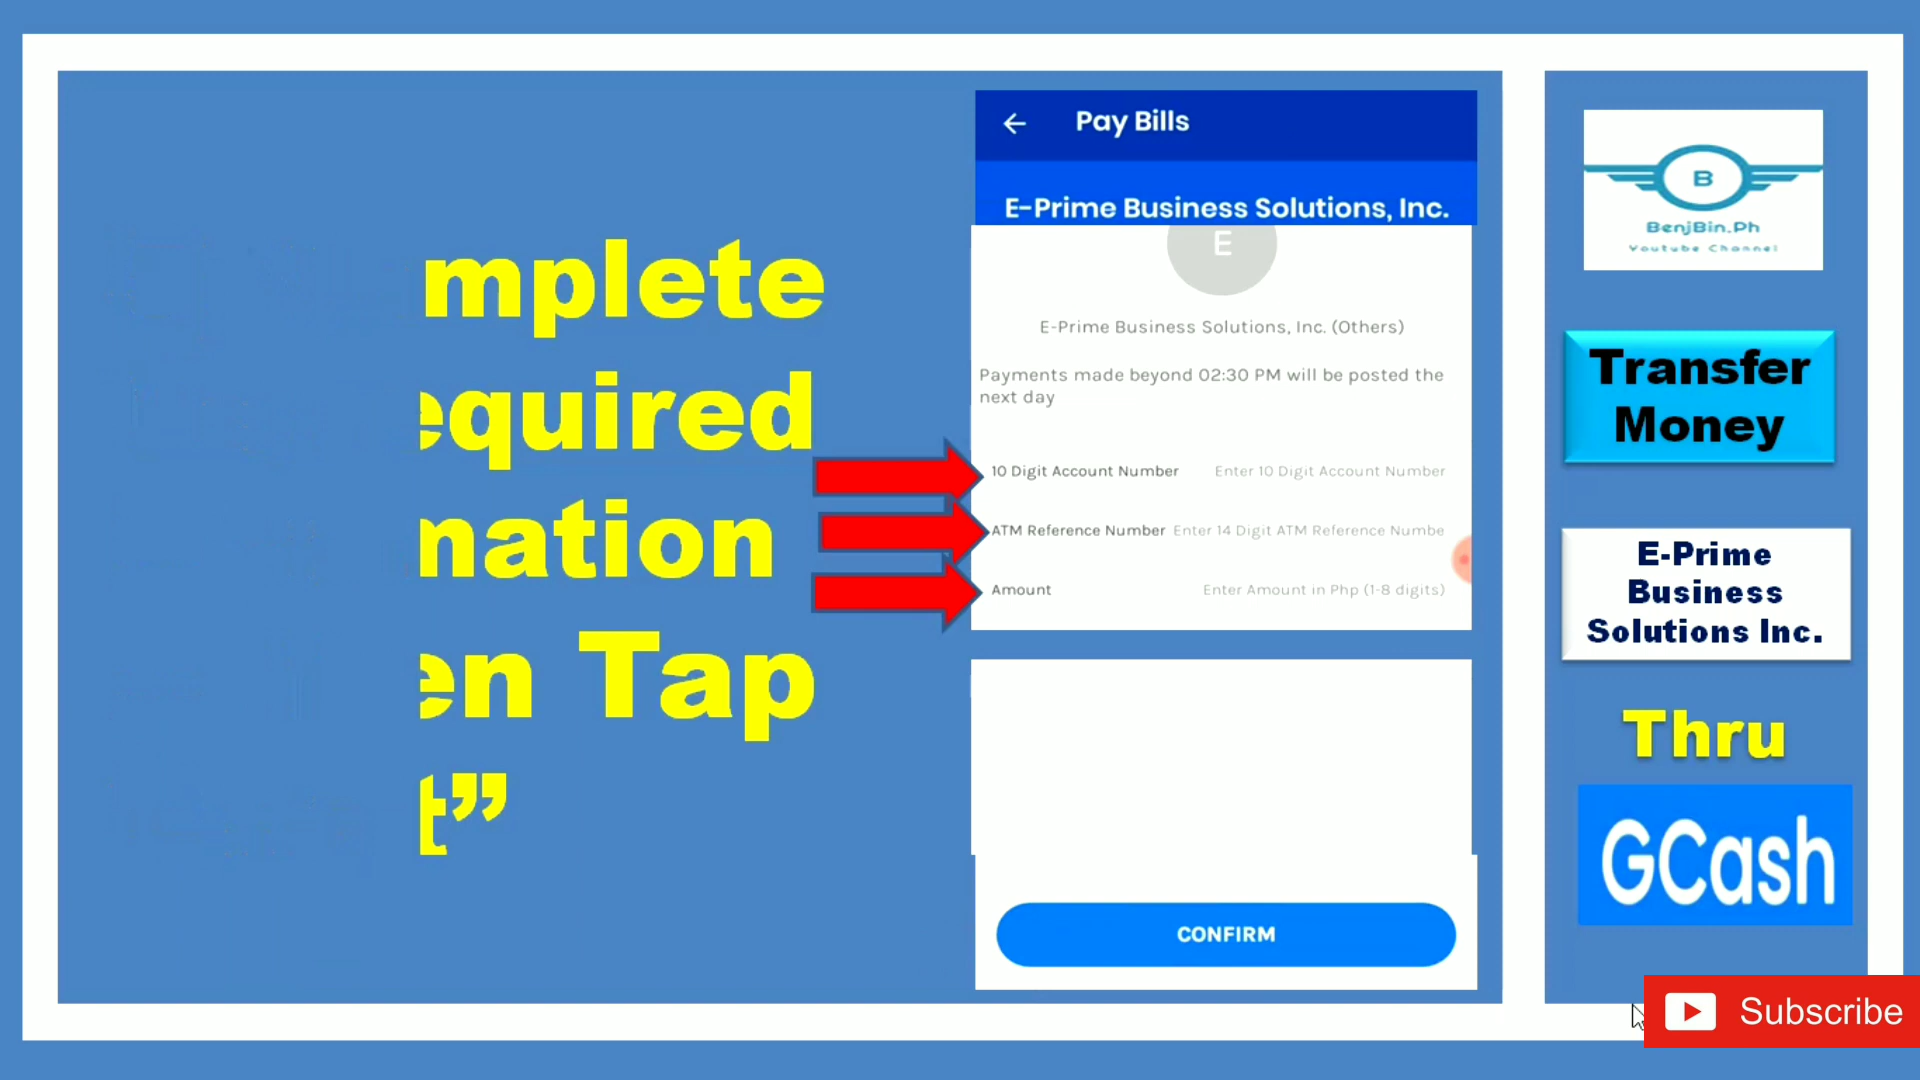 mplete
equired
mation
en Tap
t”
Pay Bills
E-Prime Business Solutions, Inc.
E
E-Prime Business Solutions, Inc. (Others)
Payments made beyond 02:30 PM will be posted the
next day
10 Digit Account Number Enter 10 Digit Account Number
ATM Reference Number Enter 14 Digit ATM Reference Numbe
Amount Enter Amount in Php (1-8 digits)
CONFIRM
B
BenjBin.Ph
Youtube Channel
Transfer
Money
E-Prime
Business
Solutions Inc.
Thru
GCash
Subscribe